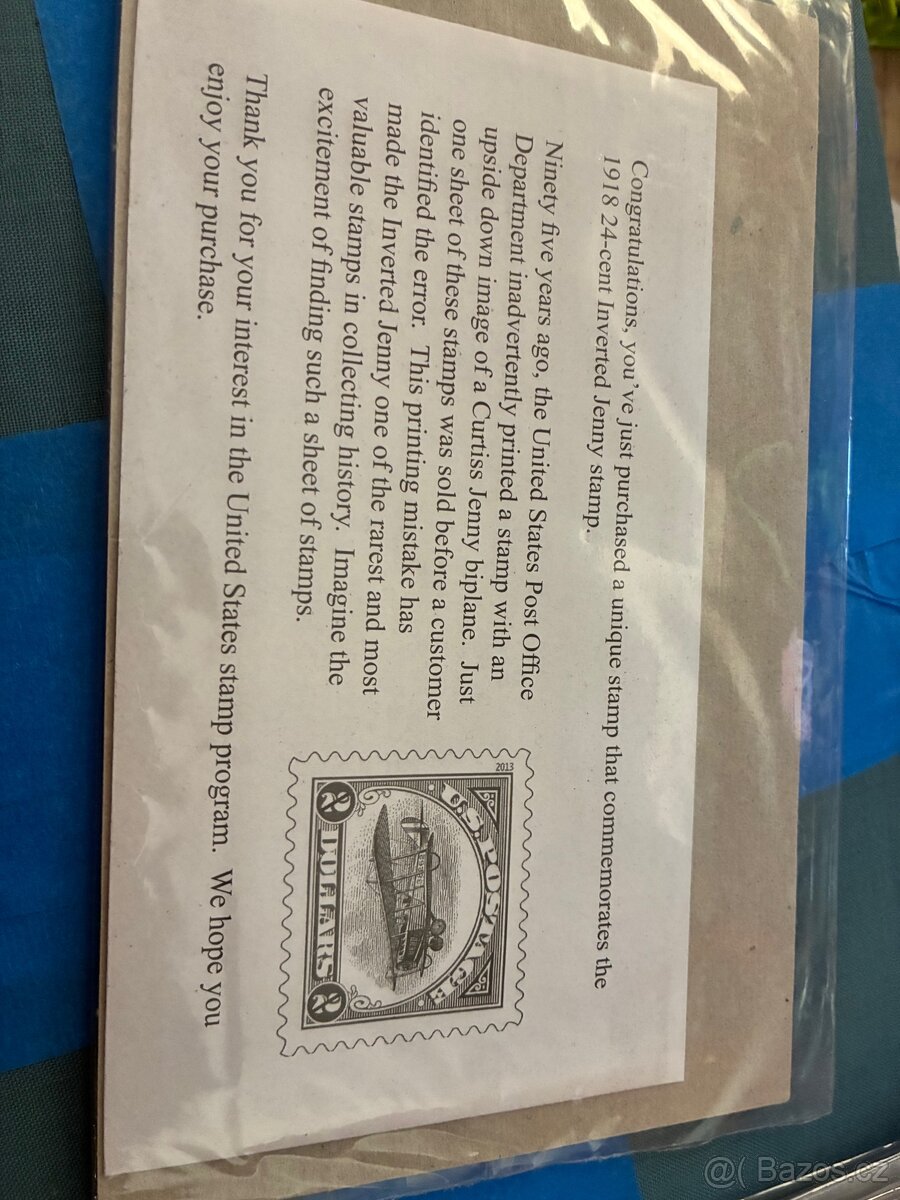 Congratulations, you've just purchased a unique stamp that commemorates the
1918 24-cent Inverted Jenny stamp.
Ninety five years ago, the United States Post Office
Department inadvertently printed a stamp with an
upside down image of a Curtiss Jenny biplane. Just
one sheet of these stamps was sold before a customer
identified the error. This printing mistake has
made the Inverted Jenny one of the rarest and most
valuable stamps in collecting history. Imagine the
excitement of finding such a sheet of stamps.
2013
U.S. POSTAGE
2 DOLLARS 2
Thank you for your interest in the United States stamp program. We hope you
enjoy your purchase.
@( Bazos.cz